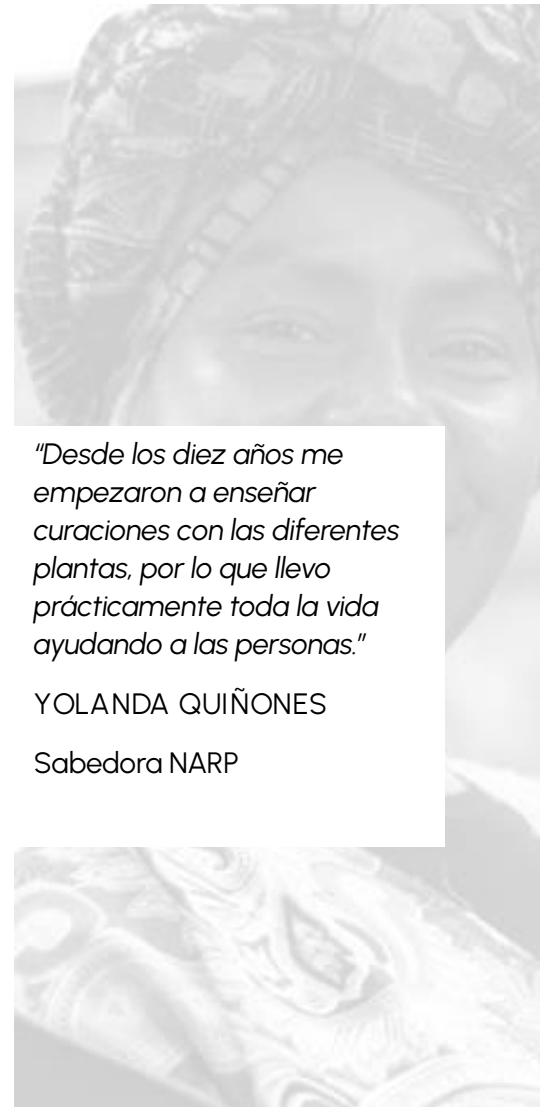 “Desde los diez años me
empezaron a enseñar
curaciones con las diferentes
plantas, por lo que llevo
prácticamente toda la vida
ayudando a las personas.”
YOLANDA QUIÑONES
Sabedora NARP